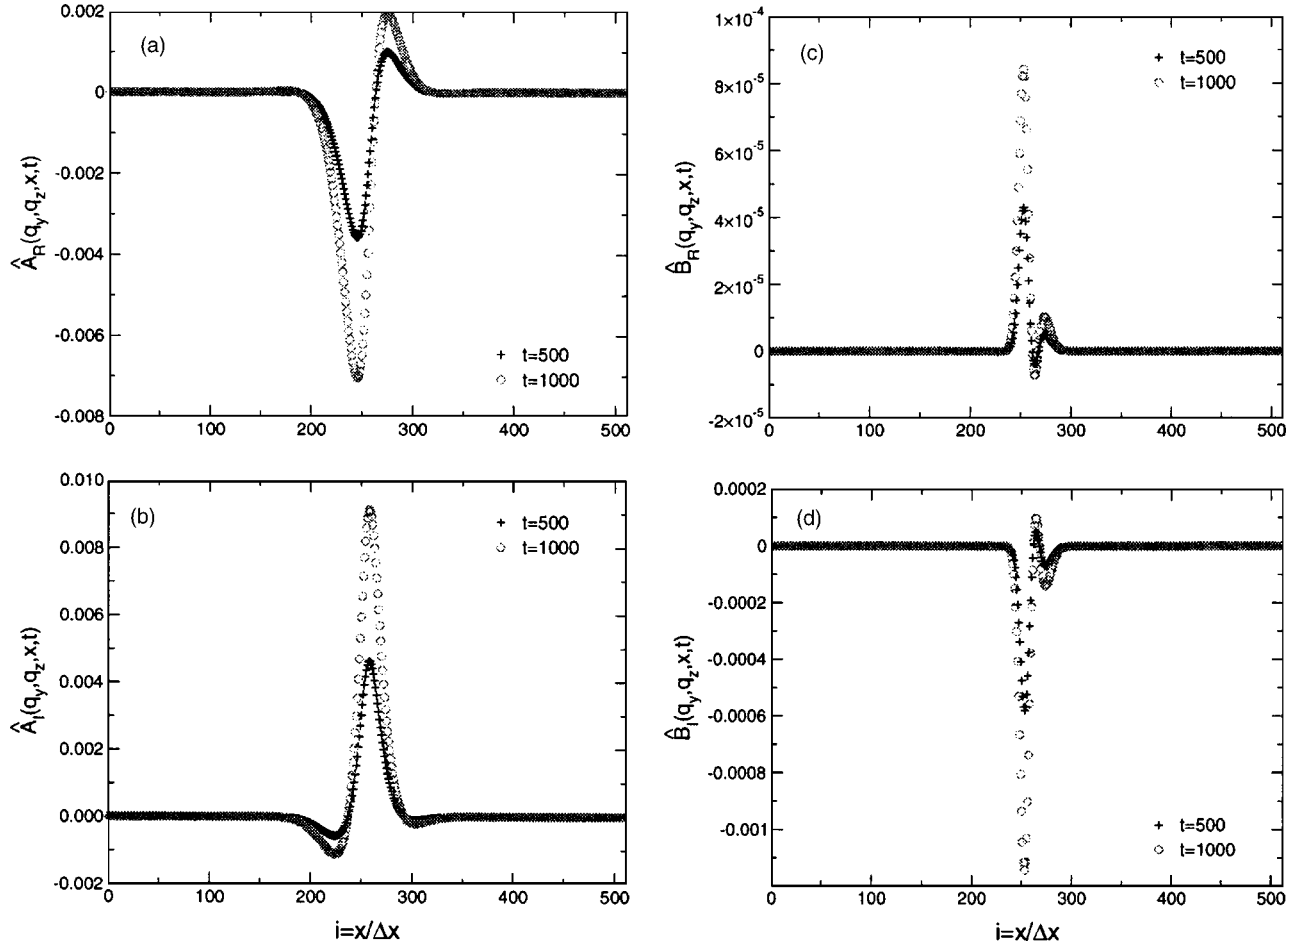 (a)
0.002
0
-0.002
-0.004
-0.006
-0.008
Â_R(q_y,q_z,x,t)
+ t=500
○ t=1000
0 100 200 300 400 500
(c)
1×10⁻⁴
8×10⁻⁵
6×10⁻⁵
4×10⁻⁵
2×10⁻⁵
0
-2×10⁻⁵
B̂_R(q_y,q_z,x,t)
+ t=500
○ t=1000
0 100 200 300 400 500
(b)
0.010
0.008
0.006
0.004
0.002
0.000
-0.002
Â_I(q_y,q_z,x,t)
+ t=500
○ t=1000
0 100 200 300 400 500
i=x/Δx
(d)
0.0002
0
-0.0002
-0.0004
-0.0006
-0.0008
-0.001
B̂_I(q_y,q_z,x,t)
+ t=500
○ t=1000
0 100 200 300 400 500
i=x/Δx